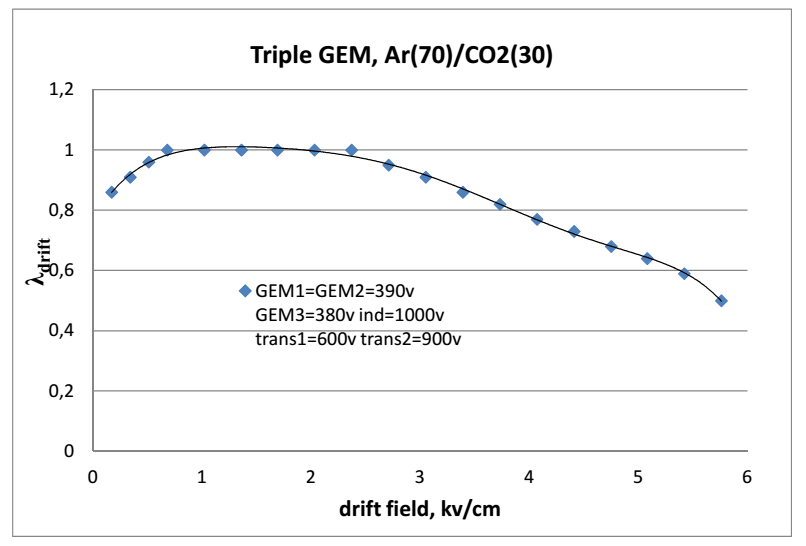 Triple GEM, Ar(70)/CO2(30)
1,2
1
0,8
0,6
0,4
0,2
0
λdrift
GEM1=GEM2=390v
GEM3=380v ind=1000v
trans1=600v trans2=900v
0 1 2 3 4 5 6
drift field, kv/cm